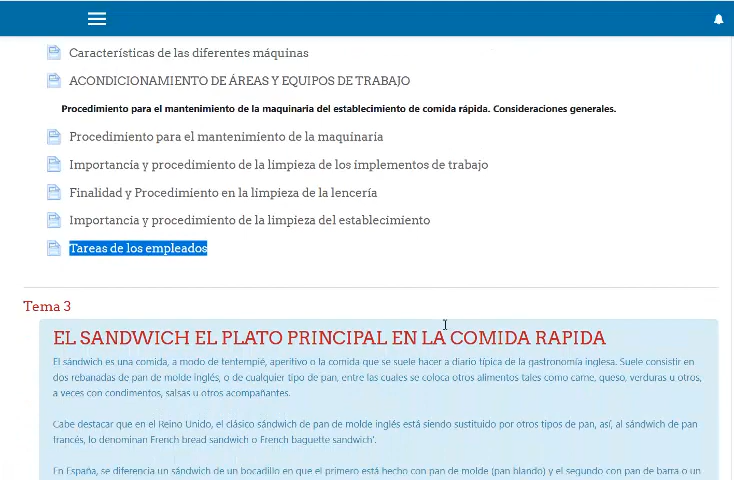 Características de las diferentes máquinas
ACONDICIONAMIENTO DE ÁREAS Y EQUIPOS DE TRABAJO
Procedimiento para el mantenimiento de la maquinaria del establecimiento de comida rápida. Consideraciones generales.
Procedimiento para el mantenimiento de la maquinaria
Importancia y procedimiento de la limpieza de los implementos de trabajo
Finalidad y Procedimiento en la limpieza de la lencería
Importancia y procedimiento de la limpieza del establecimiento
Tareas de los empleados
Tema 3
EL SANDWICH EL PLATO PRINCIPAL EN LA COMIDA RAPIDA
El sándwich es una comida, a modo de tentempié, aperitivo o la comida que se suele hacer a diario típica de la gastronomía inglesa. Suele consistir en
dos rebanadas de pan de molde inglés, o de cualquier tipo de pan, entre las cuales se coloca otros alimentos tales como carne, queso, verduras u otros,
a veces con condimentos, salsas u otros acompañantes.
Cabe destacar que en el Reino Unido, el clásico sándwich de pan de molde inglés está siendo sustituido por otros tipos de pan, así, al sándwich de pan
francés, lo denominan French bread sandwich o French baguette sandwich'.
En España, se diferencia un sándwich de un bocadillo en que el primero está hecho con pan de molde (pan blando) y el segundo con pan de barra o un